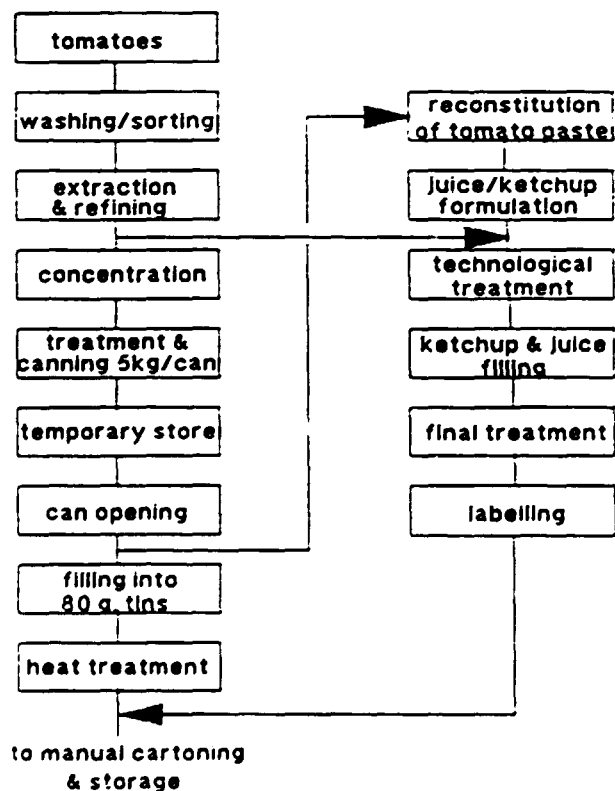 tomatoes
washing/sorting
extraction
& refining
concentration
treatment &
canning 5kg/can
temporary store
can opening
filling into
80 g. tins
heat treatment
to manual cartoning
& storage
reconstitution
of tomato paste
juice/ketchup
formulation
technological
treatment
ketchup & juice
filling
final treatment
labelling